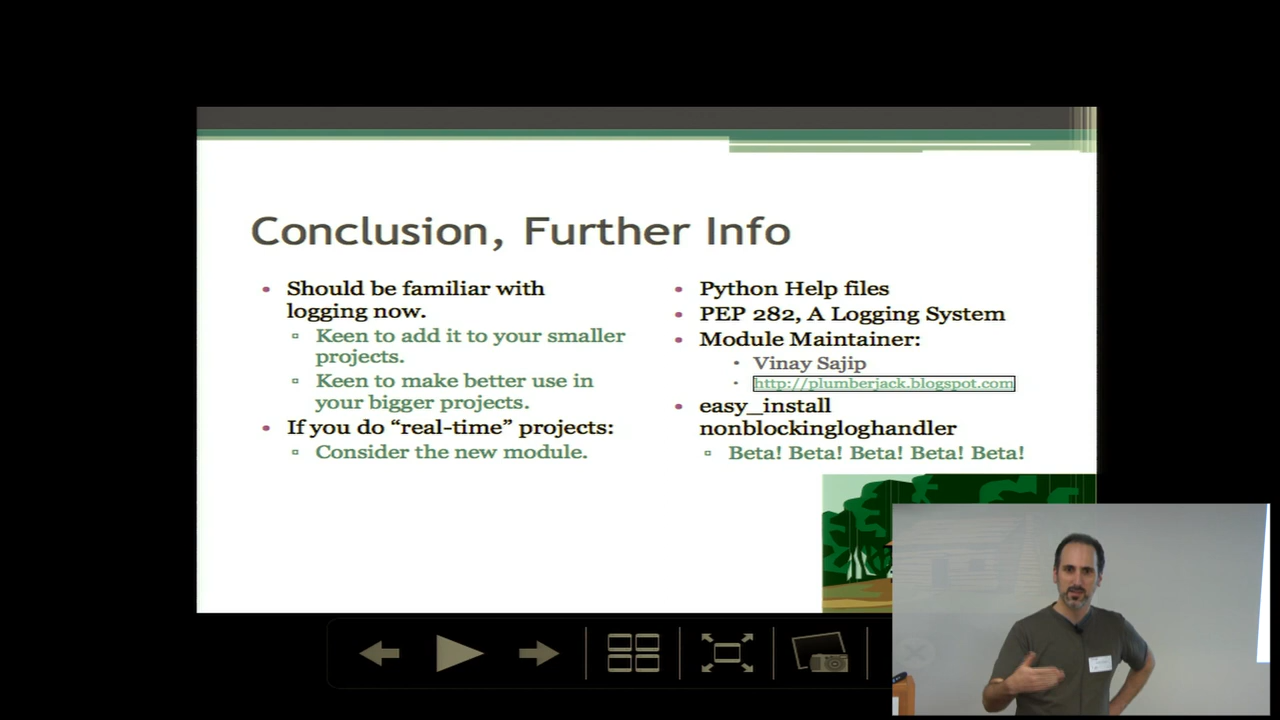 Conclusion, Further Info
Should be familiar with
logging now.
Keen to add it to your smaller
projects.
Keen to make better use in
your bigger projects.
If you do “real-time” projects:
Consider the new module.
Python Help files
PEP 282, A Logging System
Module Maintainer:
Vinay Sajip
http://plumberjack.blogspot.com
easy_install
nonblockingloghandler
Beta! Beta! Beta! Beta! Beta!